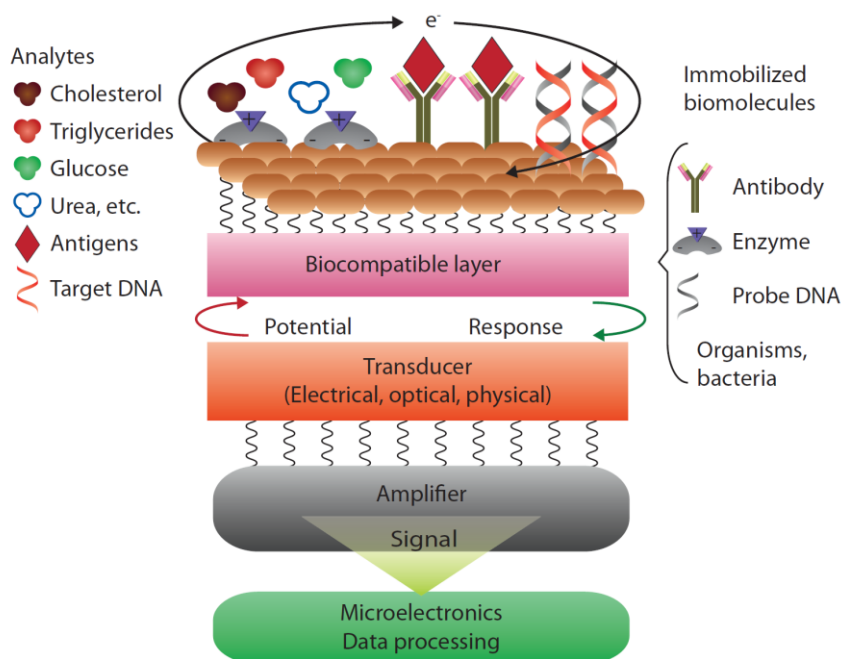 e-
Analytes
Cholesterol
Triglycerides
Glucose
Urea, etc.
Antigens
Target DNA
Immobilized
biomolecules
Antibody
Enzyme
Probe DNA
Organisms,
bacteria
+
-
-
+
-
-
+
-
-
Biocompatible layer
Potential
Response
Transducer
(Electrical, optical, physical)
Amplifier
Signal
Microelectronics
Data processing